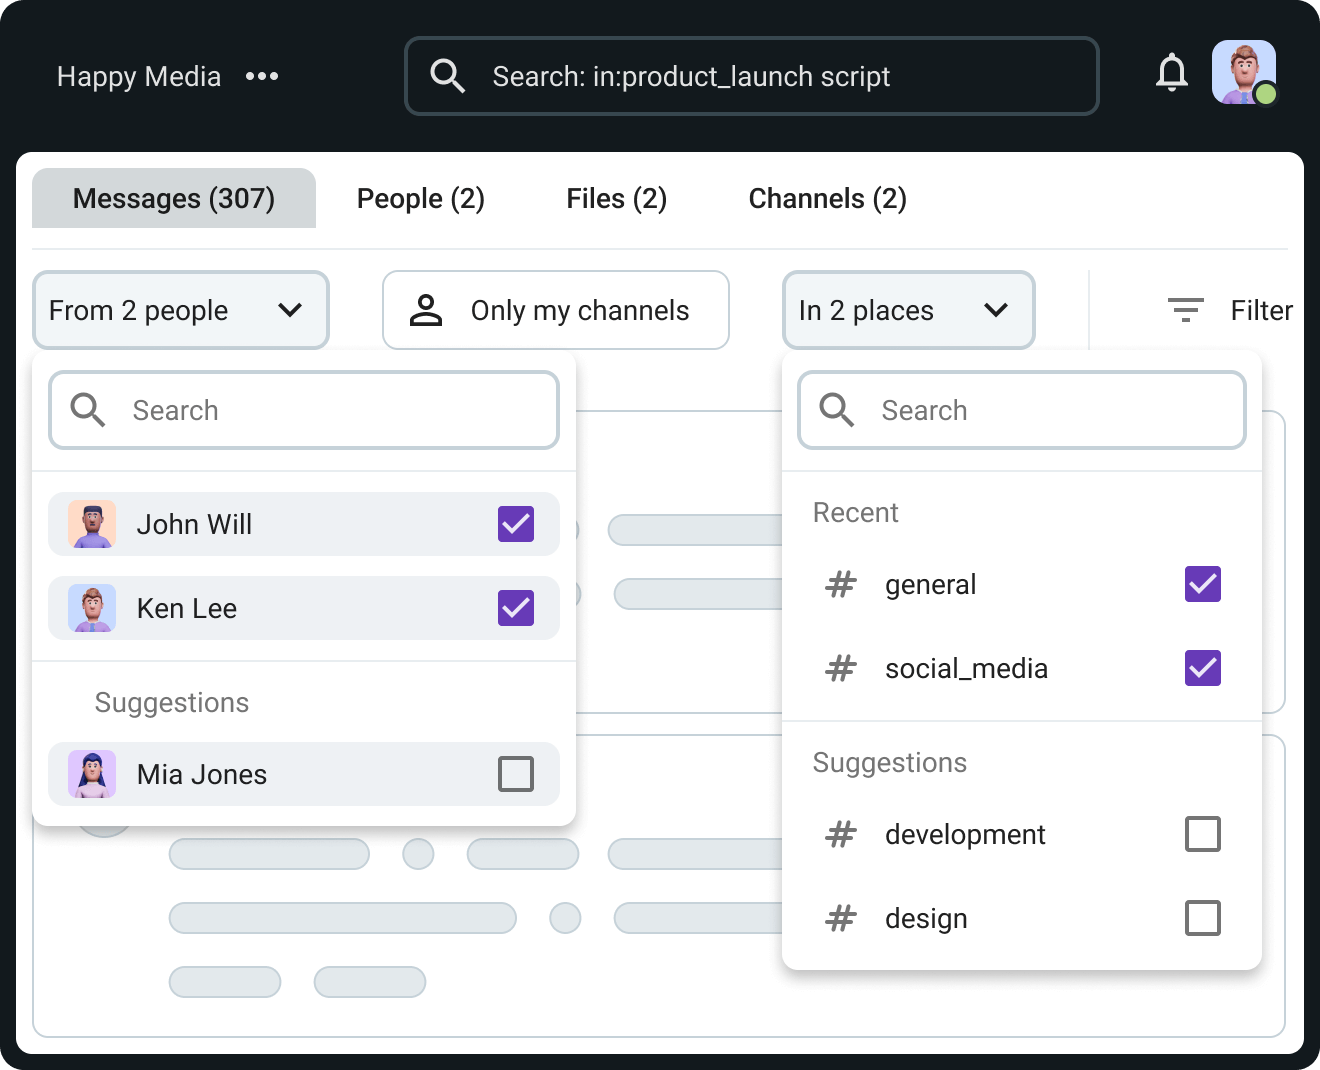 Happy Media
Search: in:product_launch script
Messages (307)
People (2)
Files (2)
Channels (2)
From 2 people
Only my channels
In 2 places
Filter
Search
John Will
Ken Lee
Suggestions
Mia Jones
Search
Recent
# general
# social_media
Suggestions
# development
# design